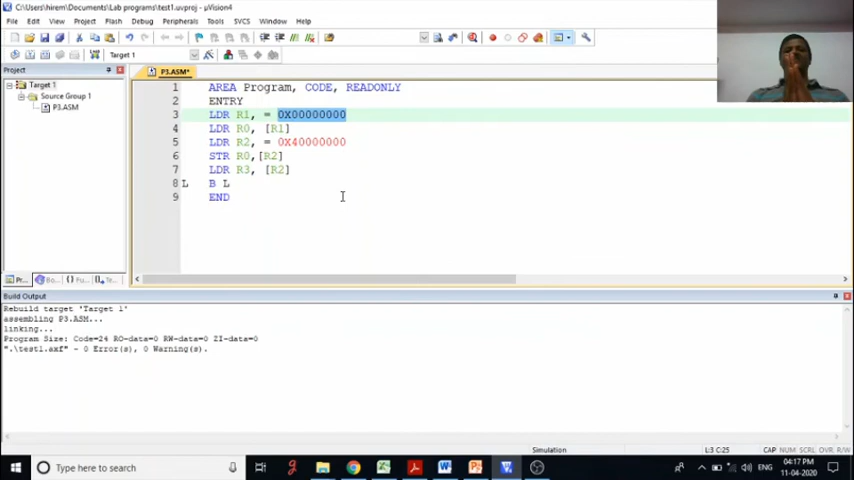 C:\Users\hirem\Documents\Lab programs\test1.uvproj - µVision4
File Edit View Project Flash Debug Peripherals Tools SVCS Window Help
Target 1
Project
Target 1
Source Group 1
P3.ASM
P3.ASM*
1 AREA Program, CODE, READONLY
2 ENTRY
3 LDR R1, = 0X00000000
4 LDR R0, [R1]
5 LDR R2, = 0X40000000
6 STR R0,[R2]
7 LDR R3, [R2]
8 L B L
9 END
Pr... Bo... {} Fu... Te...
Build Output
Rebuild target 'Target 1'
assembling P3.ASM...
linking...
Program Size: Code=24 RO-data=0 RW-data=0 ZI-data=0
".\test1.axf" - 0 Error(s), 0 Warning(s).
Simulation L:3 C:25 CAP NUM SCRL OVR R/W
Type here to search
ENG
04:17 PM
11-04-2020